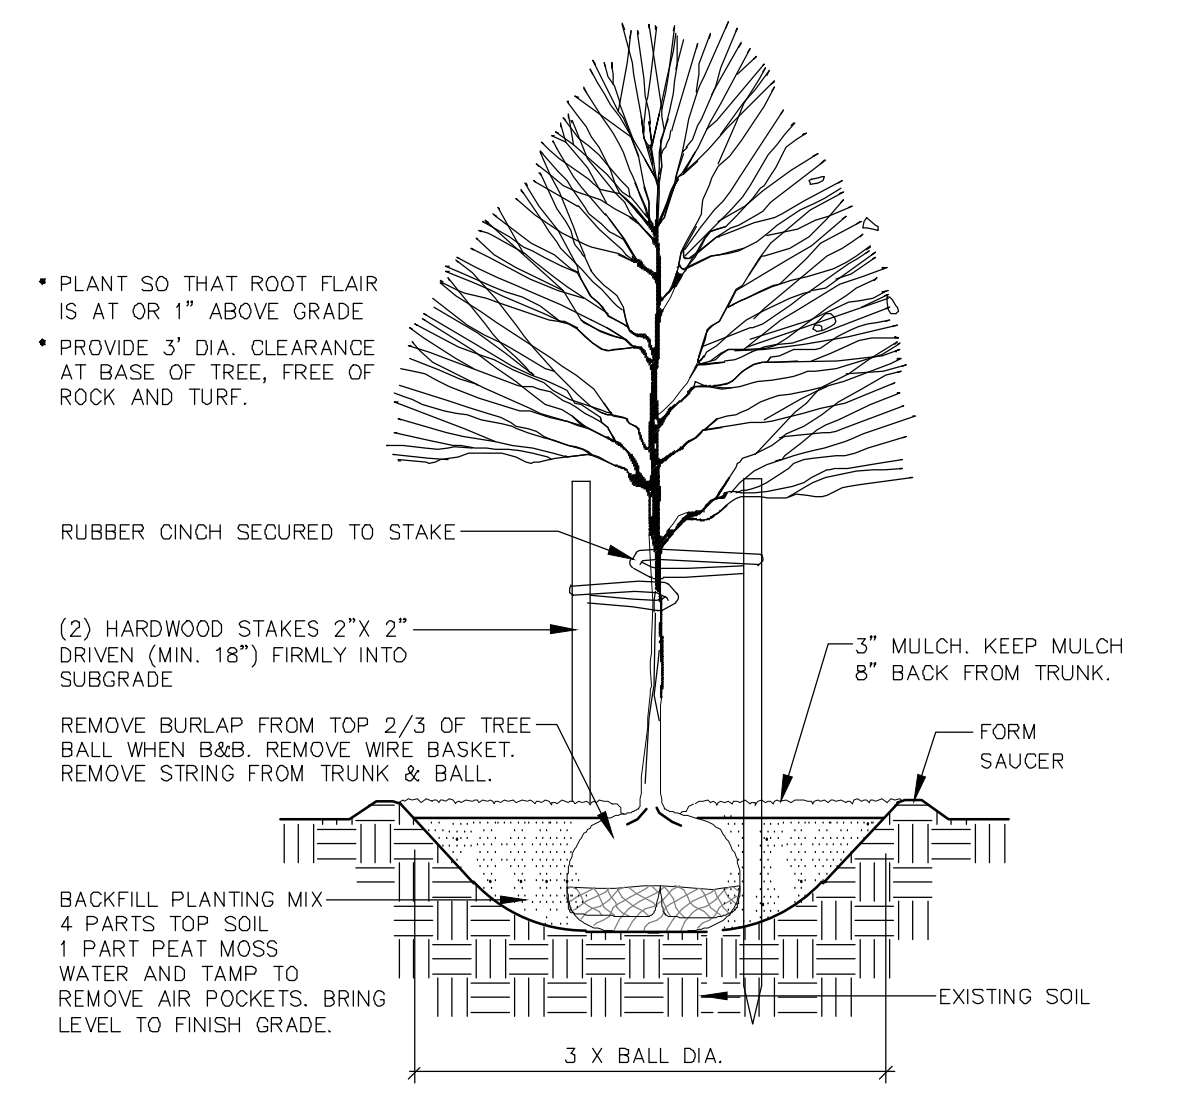 * PLANT SO THAT ROOT FLAIR
IS AT OR 1" ABOVE GRADE
* PROVIDE 3' DIA. CLEARANCE
AT BASE OF TREE, FREE OF
ROCK AND TURF.
RUBBER CINCH SECURED TO STAKE
(2) HARDWOOD STAKES 2"X 2"
DRIVEN (MIN. 18") FIRMLY INTO
SUBGRADE
3" MULCH. KEEP MULCH
8" BACK FROM TRUNK.
REMOVE BURLAP FROM TOP 2/3 OF TREE
BALL WHEN B&B. REMOVE WIRE BASKET.
REMOVE STRING FROM TRUNK & BALL.
FORM
SAUCER
BACKFILL PLANTING MIX
4 PARTS TOP SOIL
1 PART PEAT MOSS
WATER AND TAMP TO
REMOVE AIR POCKETS. BRING
LEVEL TO FINISH GRADE.
EXISTING SOIL
3 X BALL DIA.